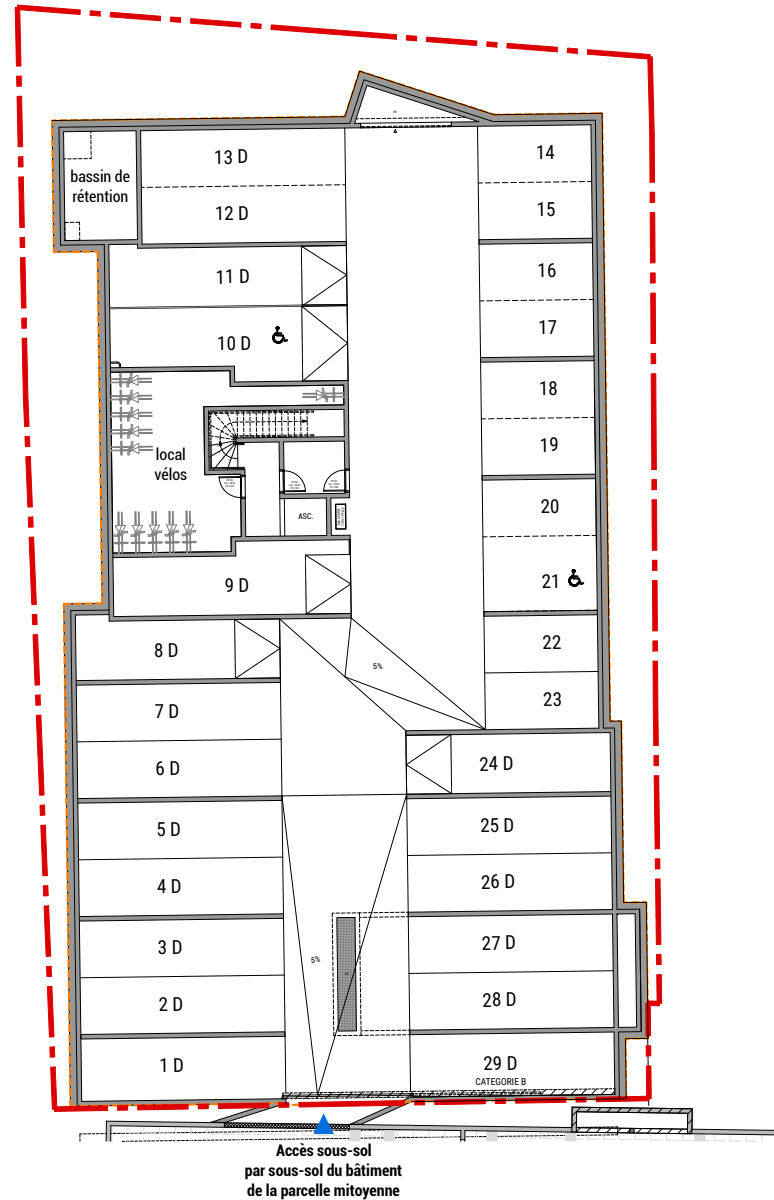 13 D
14
bassin de
rétention
12 D
15
11 D
16
10 D
17
18
local
vélos
19
20
ASC.
9 D
21
8 D
22
5%
7 D
23
6 D
24 D
5 D
25 D
4 D
26 D
3 D
27 D
5%
2 D
28 D
1 D
29 D
CATEGORIE B
Accès sous-sol
par sous-sol du bâtiment
de la parcelle mitoyenne